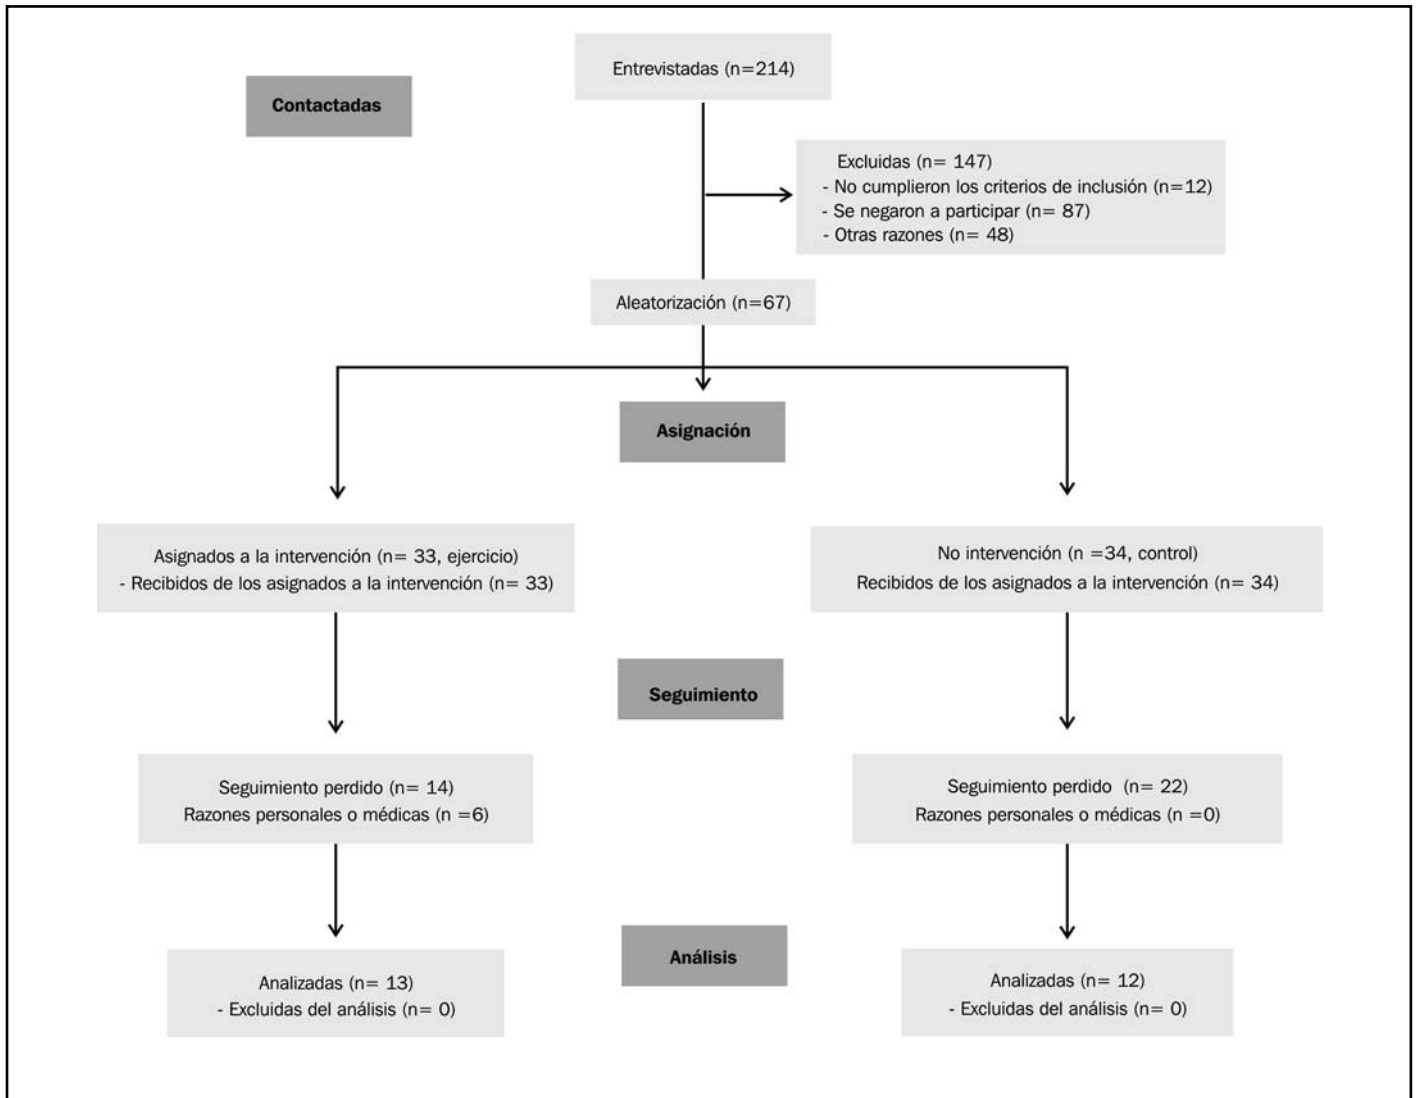 Entrevistadas (n=214)
Contactadas
Excluidas (n= 147)
- No cumplieron los criterios de inclusión (n=12)
- Se negaron a participar (n= 87)
- Otras razones (n= 48)
Aleatorización (n=67)
Asignación
Asignados a la intervención (n= 33, ejercicio)
- Recibidos de los asignados a la intervención (n= 33)
No intervención (n =34, control)
Recibidos de los asignados a la intervención (n= 34)
Seguimiento
Seguimiento perdido (n= 14)
Razones personales o médicas (n =6)
Seguimiento perdido (n= 22)
Razones personales o médicas (n =0)
Análisis
Analizadas (n= 13)
- Excluidas del análisis (n= 0)
Analizadas (n= 12)
- Excluidas del análisis (n= 0)